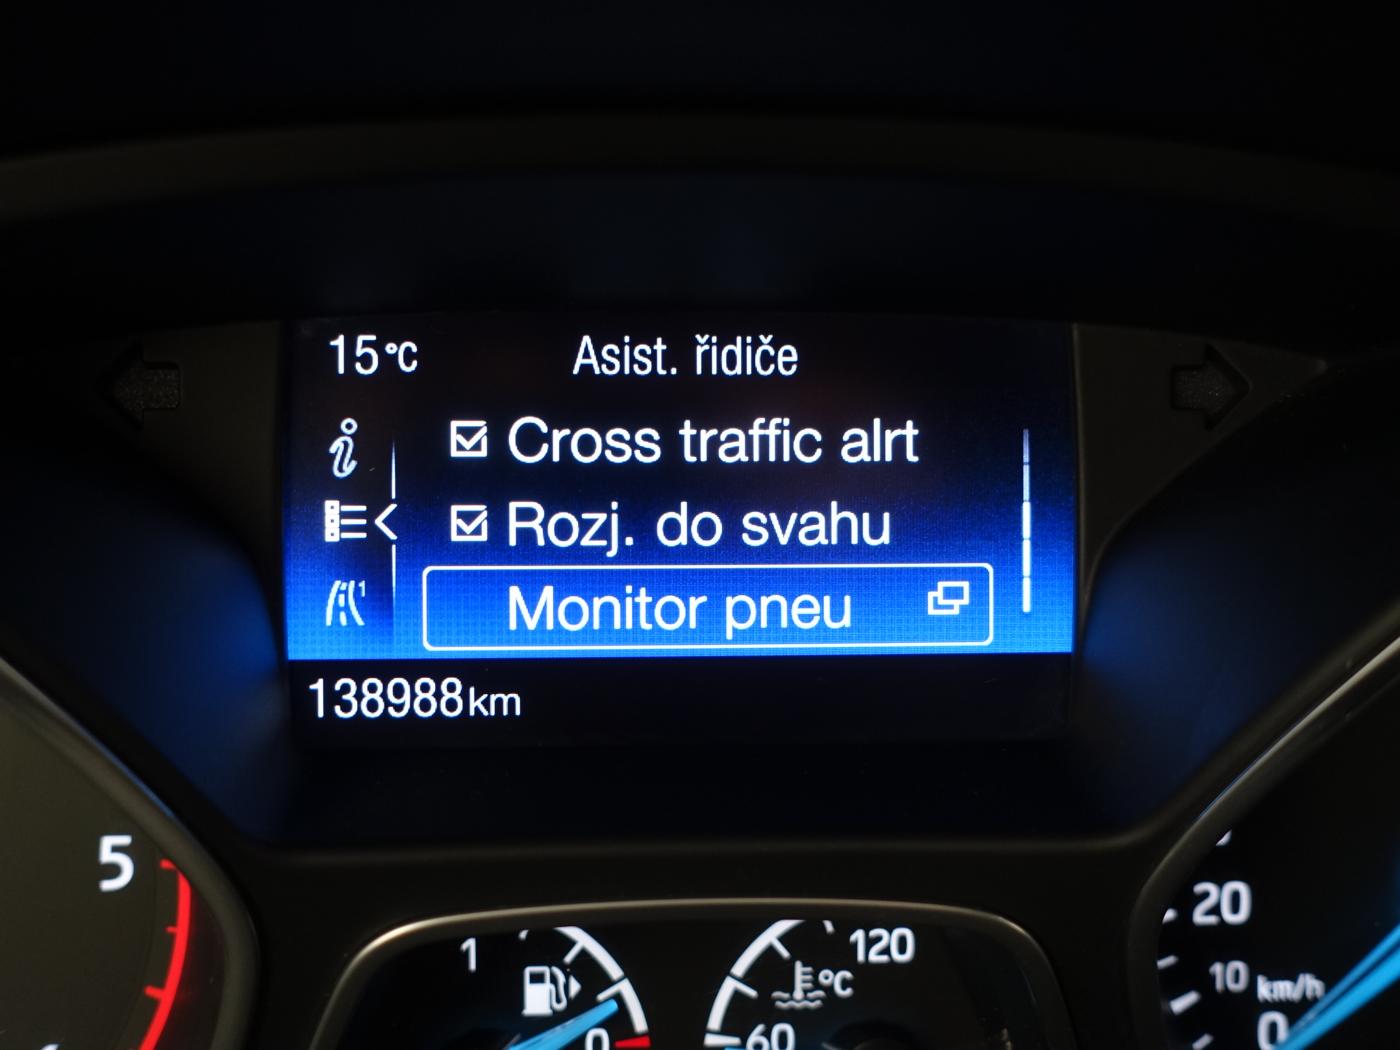 15°C Asist. řidiče
Cross traffic alrt
Rozj. do svahu
Monitor pneu
1
138988km
5
1
0
120
°C
60
20
10 km/h
0